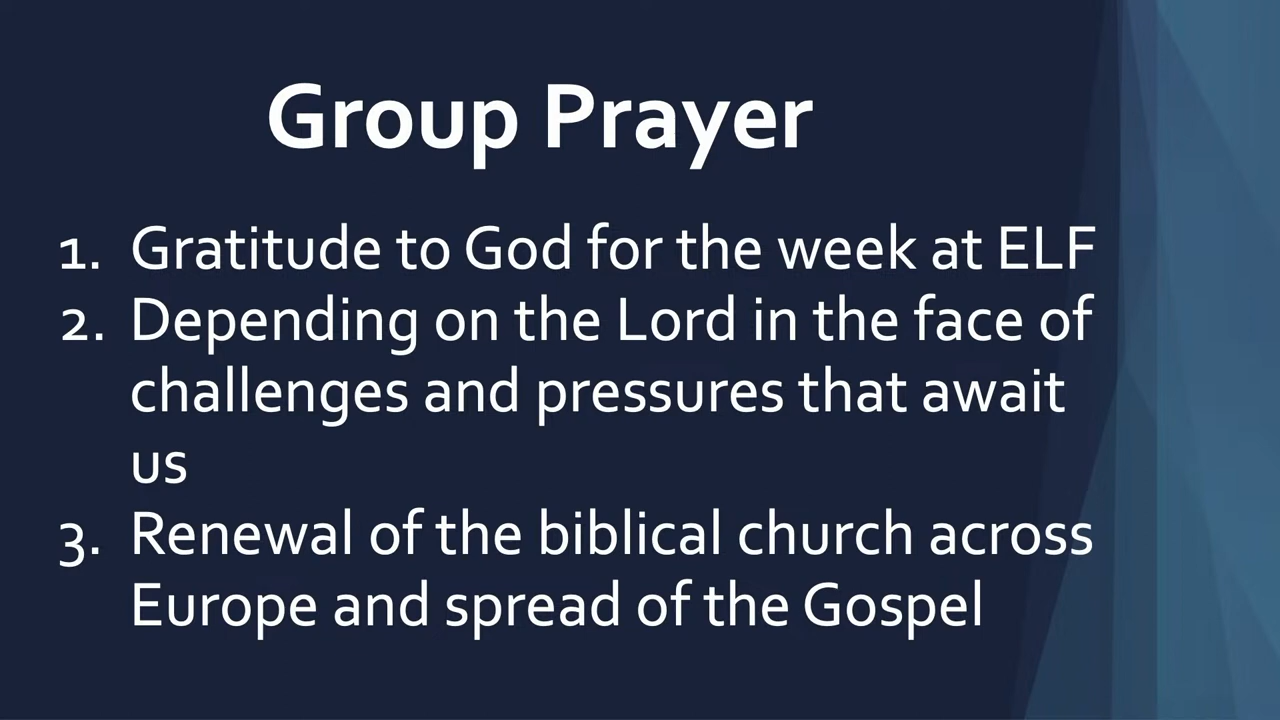 Group Prayer
1. Gratitude to God for the week at ELF
2. Depending on the Lord in the face of
challenges and pressures that await
us
3. Renewal of the biblical church across
Europe and spread of the Gospel